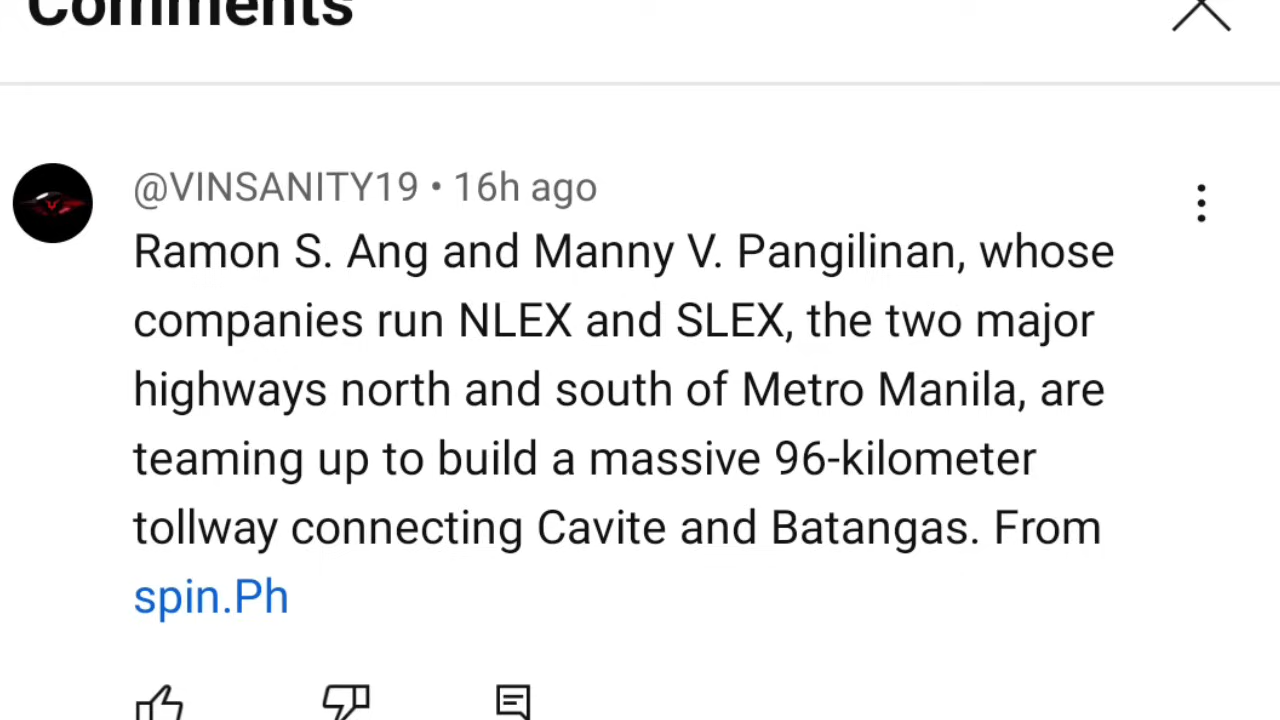 Comments
@VINSANITY19 • 16h ago
Ramon S. Ang and Manny V. Pangilinan, whose
companies run NLEX and SLEX, the two major
highways north and south of Metro Manila, are
teaming up to build a massive 96-kilometer
tollway connecting Cavite and Batangas. From
spin.Ph